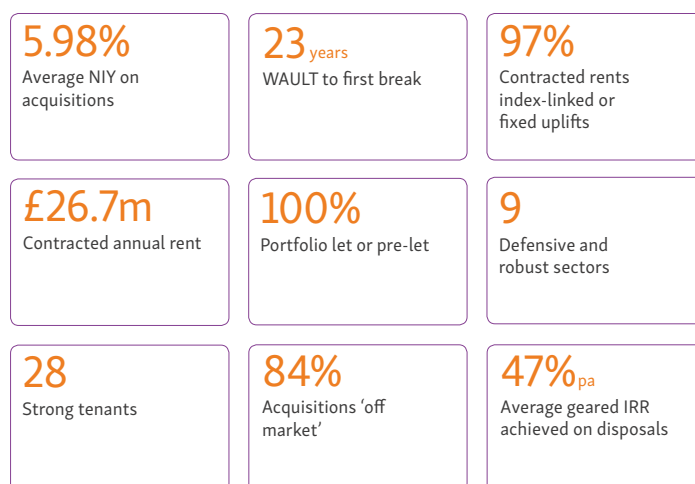 5.98%
Average NIY on
acquisitions
23 years
WAULT to first break
97%
Contracted rents
index-linked or
fixed uplifts
£26.7m
Contracted annual rent
100%
Portfolio let or pre-let
9
Defensive and
robust sectors
28
Strong tenants
84%
Acquisitions ‘off
market’
47% pa
Average geared IRR
achieved on disposals